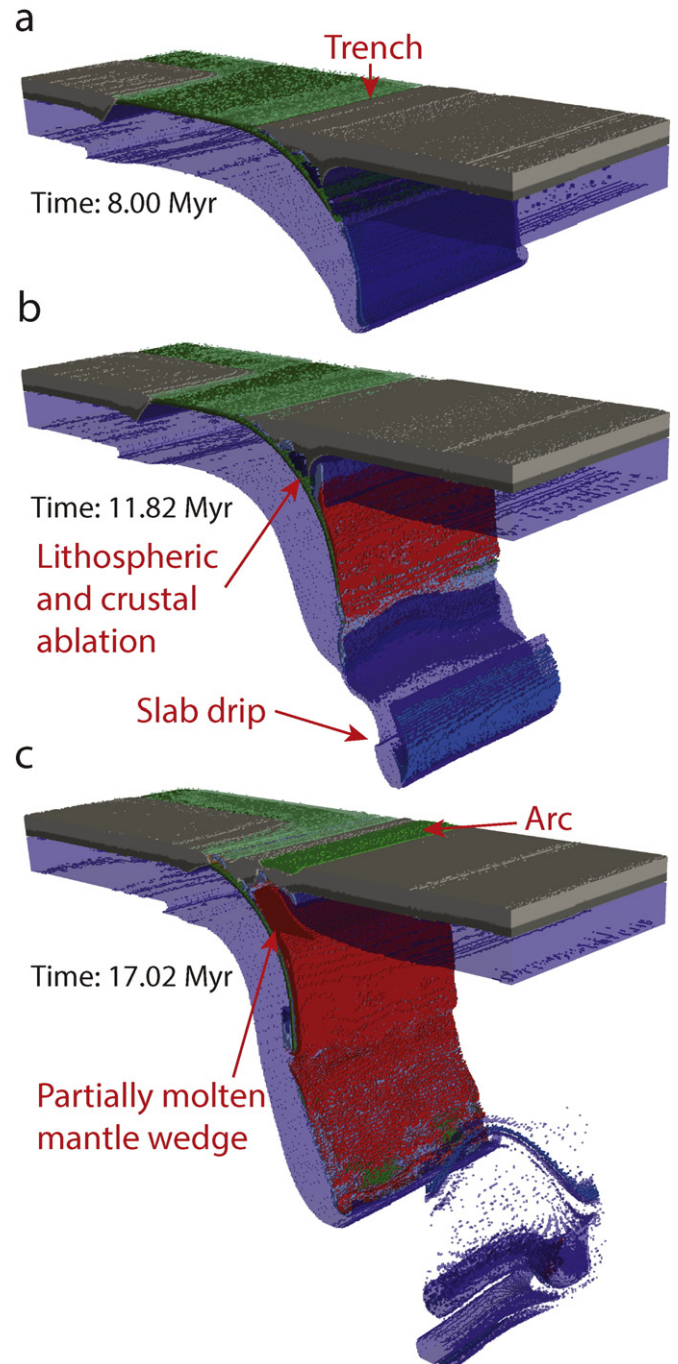 a
Trench
Time: 8.00 Myr
b
Time: 11.82 Myr
Lithospheric
and crustal
ablation
Slab drip
c
Arc
Time: 17.02 Myr
Partially molten
mantle wedge